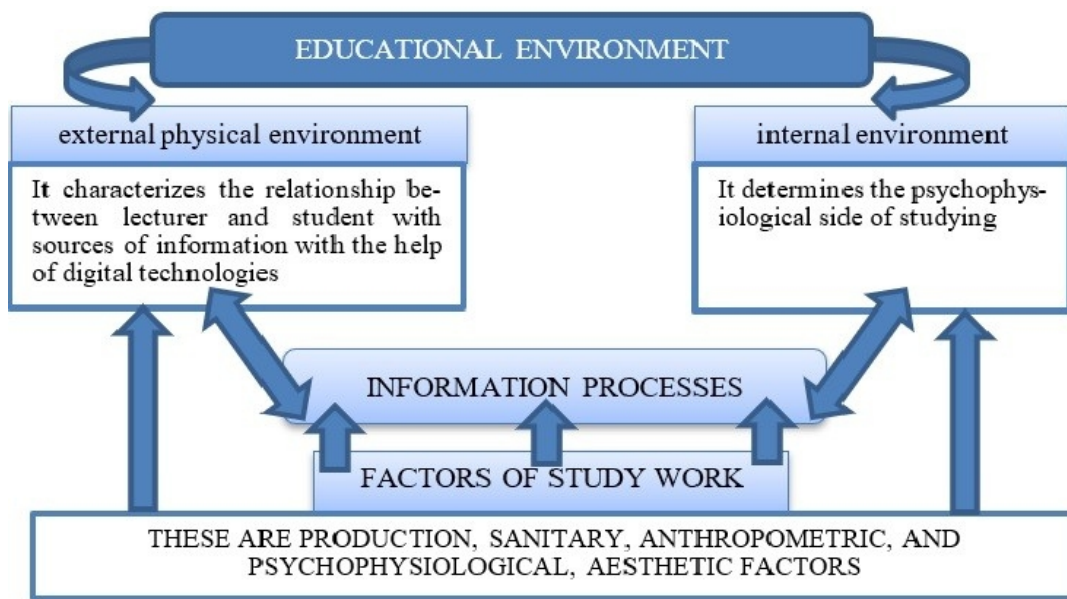 EDUCATIONAL ENVIRONMENT
external physical environment
It characterizes the relationship be-
tween lecturer and student with
sources of information with the help
of digital technologies
internal environment
It determines the psychophys-
iological side of studying
INFORMATION PROCESSES
FACTORS OF STUDY WORK
THESE ARE PRODUCTION, SANITARY, ANTHROPOMETRIC, AND
PSYCHOPHYSIOLOGICAL, AESTHETIC FACTORS